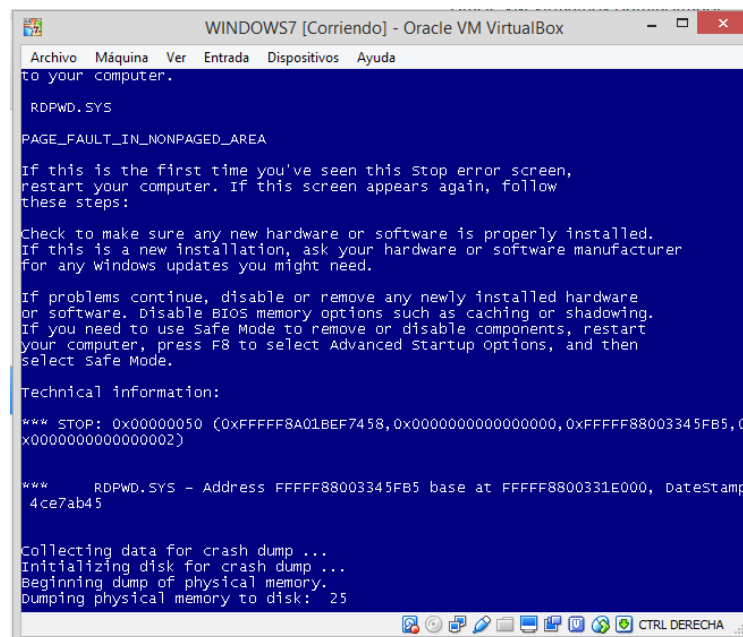 WINDOWS7 [Corriendo] - Oracle VM VirtualBox
Archivo Máquina Ver Entrada Dispositivos Ayuda
to your computer.
RDPWD.SYS
PAGE_FAULT_IN_NONPAGED_AREA
If this is the first time you've seen this Stop error screen,
restart your computer. If this screen appears again, follow
these steps:
Check to make sure any new hardware or software is properly installed.
If this is a new installation, ask your hardware or software manufacturer
for any Windows updates you might need.
If problems continue, disable or remove any newly installed hardware
or software. Disable BIOS memory options such as caching or shadowing.
If you need to use Safe Mode to remove or disable components, restart
your computer, press F8 to select Advanced Startup Options, and then
select Safe Mode.
Technical information:
*** STOP: 0x00000050 (0xFFFFF8A01BEF7458,0x0000000000000000,0xFFFFF88003345FB5,0
x0000000000000002)
*** RDPWD.SYS - Address FFFFF88003345FB5 base at FFFFF8800331E000, DateStamp
4ce7ab45
Collecting data for crash dump ...
Initializing disk for crash dump ...
Beginning dump of physical memory.
Dumping physical memory to disk: 25
CTRL DERECHA